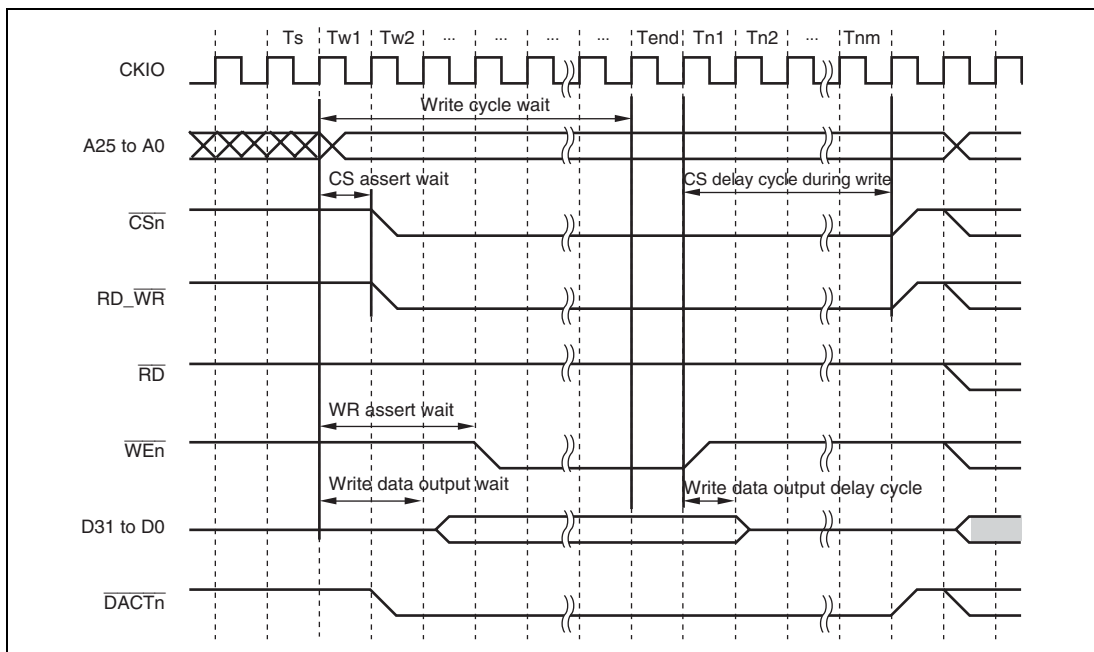 Ts Tw1 Tw2 ... ... ... ... Tend Tn1 Tn2 ... Tnm
CKIO
Write cycle wait
A25 to A0
CS assert wait CS delay cycle during write
CSn
RD_WR
RD
WR assert wait
WEn
Write data output wait Write data output delay cycle
D31 to D0
DACTn